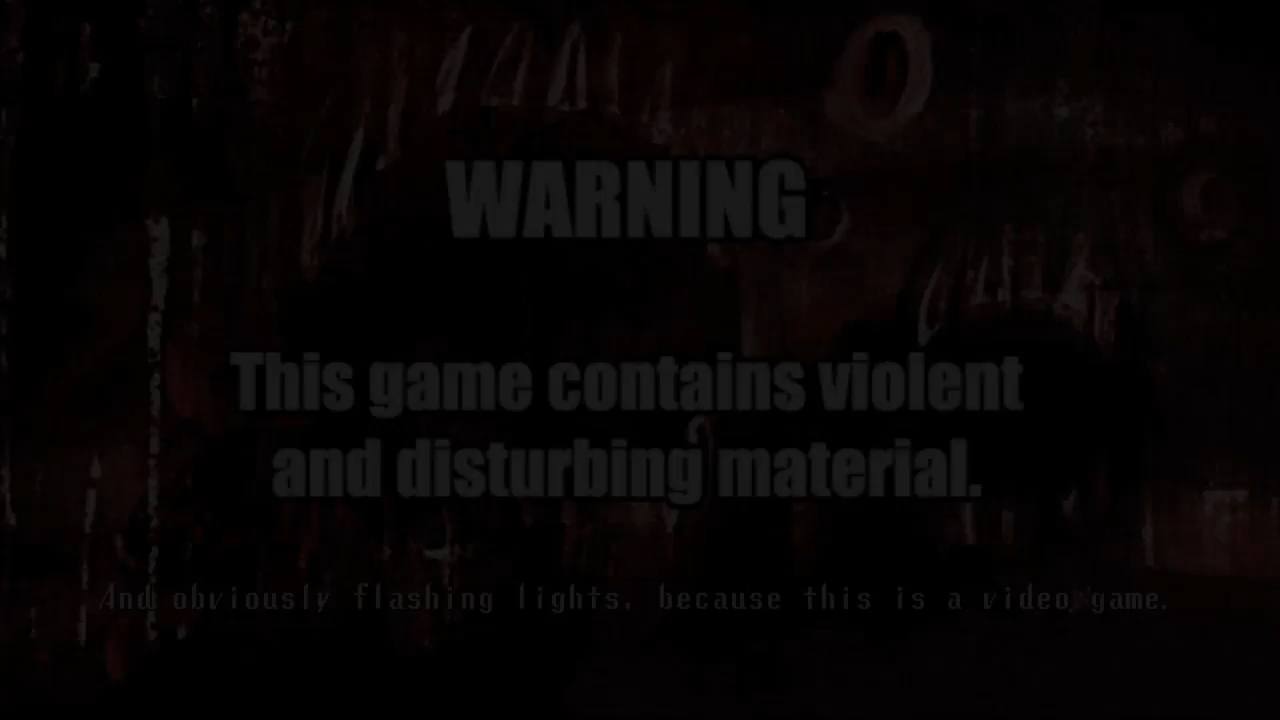 WARNING
This game contains violent
and disturbing material.
And obviously flashing lights, because this is a video game.